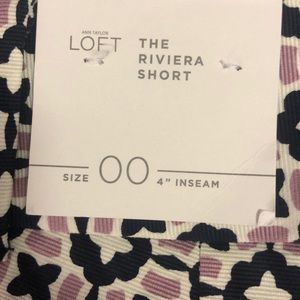 ANN TAYLOR
LOFT
THE
RIVIERA
SHORT
SIZE 00 4" INSEAM